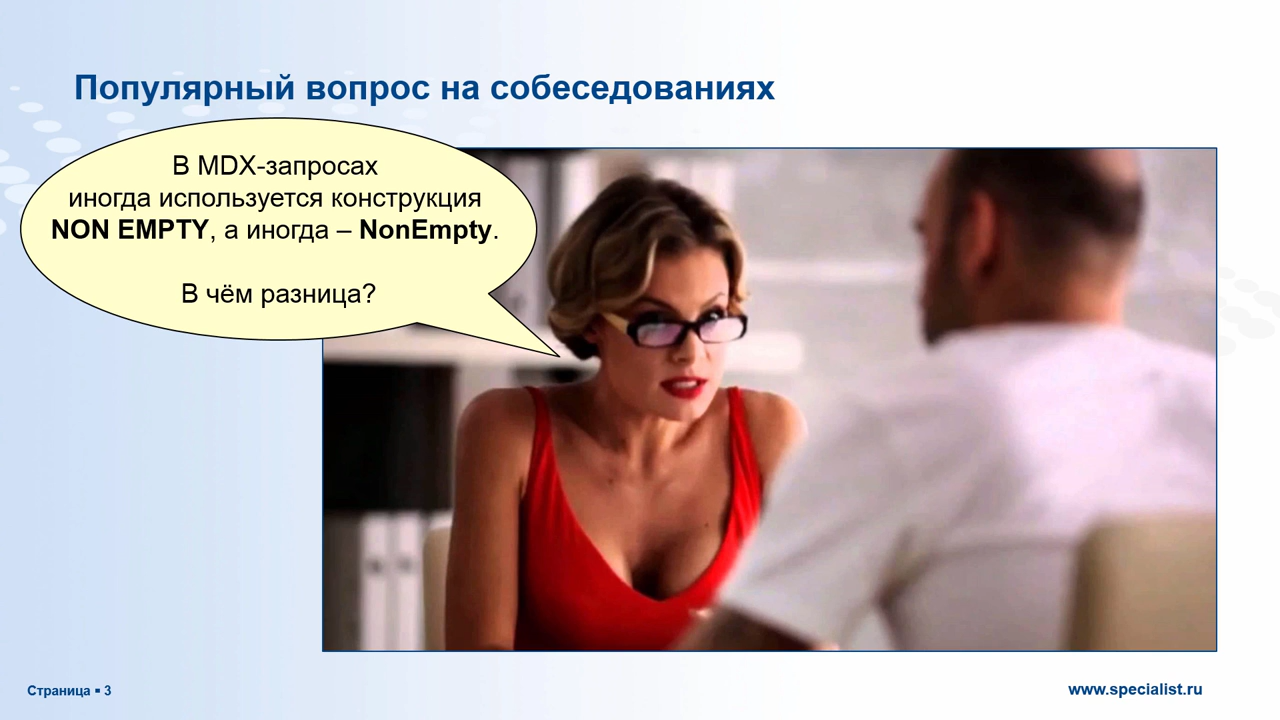 Популярный вопрос на собеседованиях
В MDX-запросах
иногда используется конструкция
NON EMPTY, а иногда – NonEmpty.
В чём разница?
Страница ▪ 3
www.specialist.ru